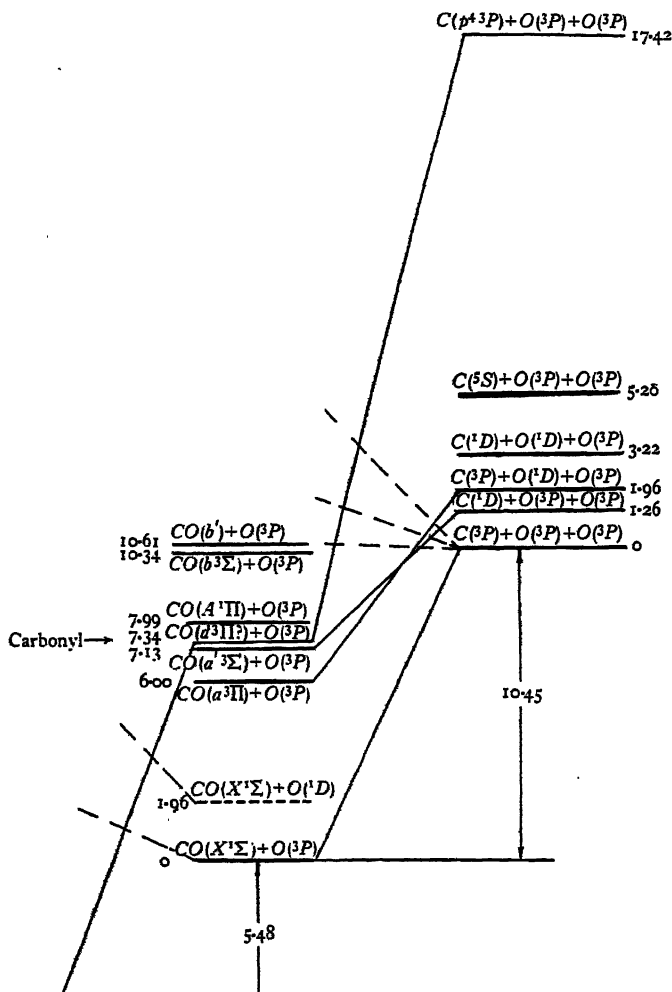 C(p⁴ ³P)+O(³P)+O(³P)
17·42
C(⁵S)+O(³P)+O(³P)
5·28
C(¹D)+O(¹D)+O(³P)
3·22
C(³P)+O(¹D)+O(³P)
1·96
C(¹D)+O(³P)+O(³P)
1·26
C(³P)+O(³P)+O(³P)
0
10·61 CO(b′)+O(³P)
10·34 CO(b³Σ)+O(³P)
7·99 CO(A¹Π)+O(³P)
Carbonyl→ 7·34 CO(d³Π?)+O(³P)
7·13 CO(a′³Σ)+O(³P)
6·00 CO(a³Π)+O(³P)
10·45
1·96 CO(X¹Σ)+O(¹D)
0 CO(X¹Σ)+O(³P)
5·48